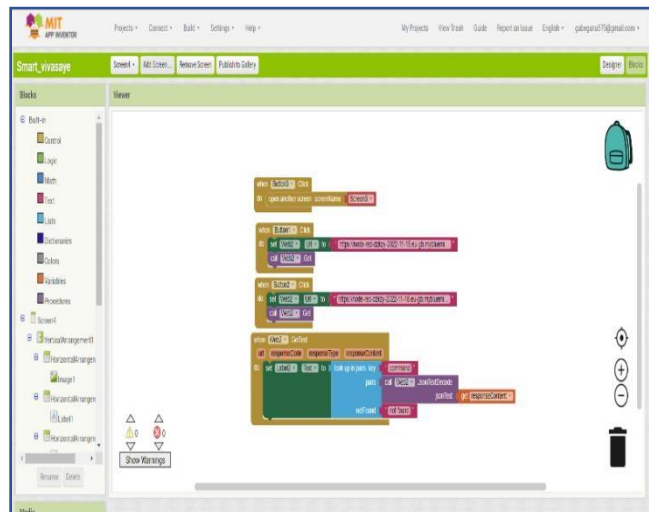 MIT
APP INVENTOR
Projects Connect Build Settings Help My Projects View Trash Guide Report an Issue English
Smart_vivasaye Screen4 Add Screen ... Remove Screen Publish to Gallery Designer Blocks
Blocks Viewer
Built-in
Control
Logic
Math
Text
Lists
Dictionaries
Colors
Variables
Procedures
Screen4
VerticalArrangement1
HorizontalArrangen
Image1
HorizontalArrangen
Label1
HorizontalArrangen
Rename Delete
Media
when Click
do open another screen screenName
when Button1 Click
do set Web2 Url to
call Web2 Get
when Button2 Click
do set Web2 Url to
call Web2 Get
when Web2 GotText
url responseCode responseType responseContent
do set Text to look up in pairs key " command "
pairs call Web2 JsonTextDecode
jsonText get responseContent
notFound " not found "
0 0
Show Warnings